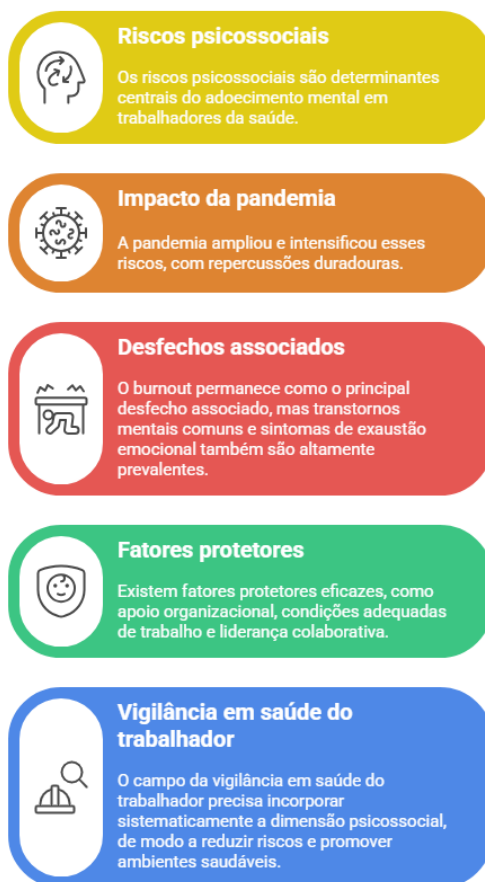 Riscos psicossociais
Os riscos psicossociais são determinantes
centrais do adoecimento mental em
trabalhadores da saúde.
Impacto da pandemia
A pandemia ampliou e intensificou esses
riscos, com repercussões duradouras.
Desfechos associados
O burnout permanece como o principal
desfecho associado, mas transtornos
mentais comuns e sintomas de exaustão
emocional também são altamente
prevalentes.
Fatores protetores
Existem fatores protetores eficazes, como
apoio organizacional, condições adequadas
de trabalho e liderança colaborativa.
Vigilância em saúde do
trabalhador
O campo da vigilância em saúde do
trabalhador precisa incorporar
sistematicamente a dimensão psicossocial,
de modo a reduzir riscos e promover
ambientes saudáveis.